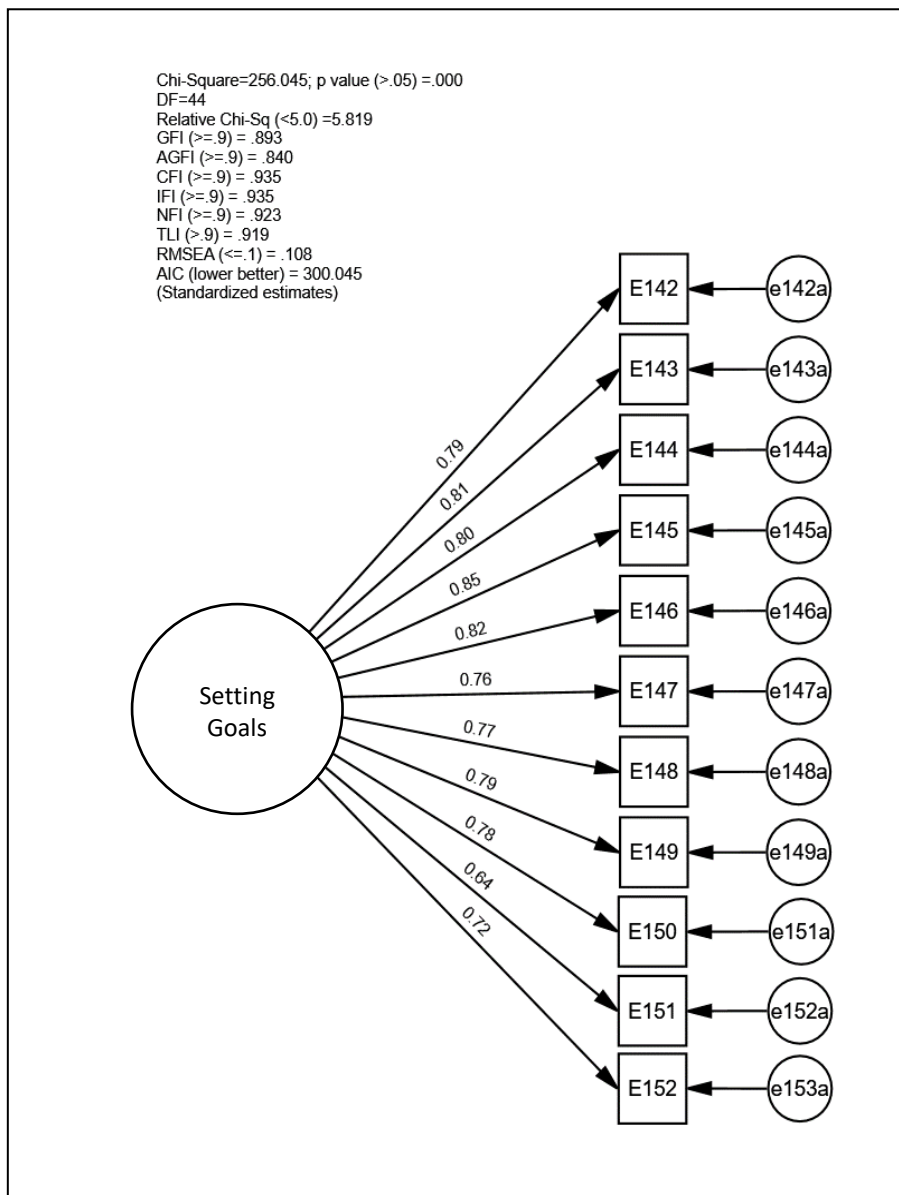 Chi-Square=256.045; p value (>.05) =.000
DF=44
Relative Chi-Sq (<5.0) =5.819
GFI (>=.9) = .893
AGFI (>=.9) = .840
CFI (>=.9) = .935
IFI (>=.9) = .935
NFI (>=.9) = .923
TLI (>.9) = .919
RMSEA (<=.1) = .108
AIC (lower better) = 300.045
(Standardized estimates)
E142
e142a
E143
e143a
0.79
E144
e144a
0.81
E145
e145a
0.80
0.85
E146
e146a
0.82
Setting
Goals
0.76
E147
e147a
0.77
E148
e148a
0.79
E149
e149a
0.78
E150
e151a
0.64
E151
e152a
0.72
E152
e153a